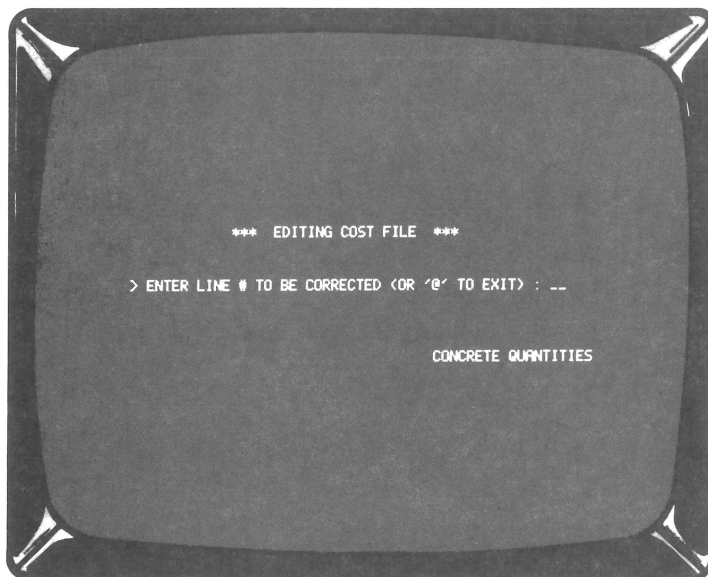 *** EDITING COST FILE ***
> ENTER LINE # TO BE CORRECTED (OR '@' TO EXIT) : __
CONCRETE QUANTITIES